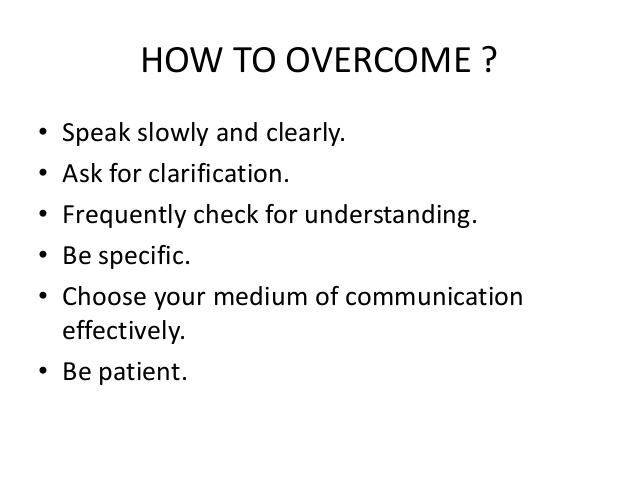 HOW TO OVERCOME ?
• Speak slowly and clearly.
• Ask for clarification.
• Frequently check for understanding.
• Be specific.
• Choose your medium of communication
effectively.
• Be patient.